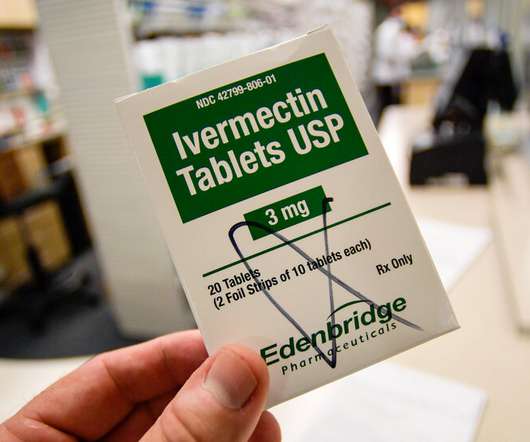 NDC 42799-806-01
Ivermectin
Tablets USP
3 mg
20 Tablets
(2 Foil Strips of 10 tablets each)
Rx Only
Edenbridge
Pharmaceuticals